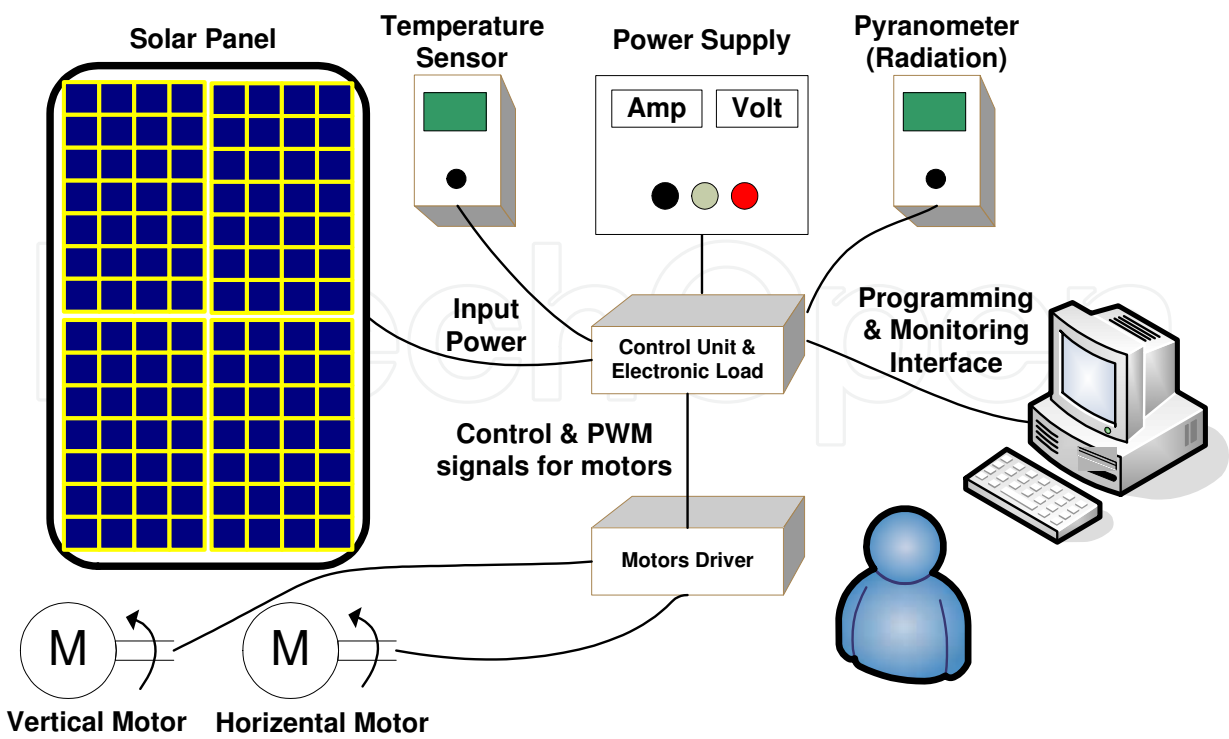 Solar Panel
Temperature
Sensor
Power Supply
Pyranometer
(Radiation)
Amp
Volt
Input
Power
Control Unit &
Electronic Load
Programming
& Monitoring
Interface
Control & PWM
signals for motors
Motors Driver
M
M
Vertical Motor
Horizental Motor
IntechOpen